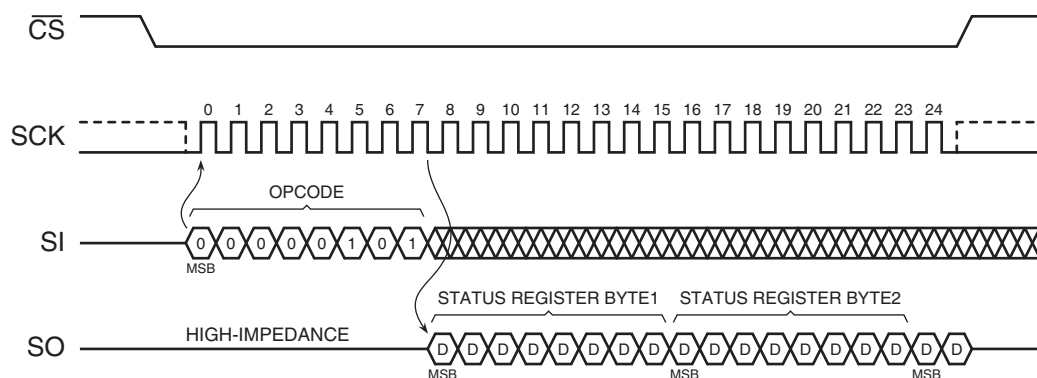 CS
SCK
0 1 2 3 4 5 6 7 8 9 10 11 12 13 14 15 16 17 18 19 20 21 22 23 24
OPCODE
SI
0 0 0 0 0 1 0 1
MSB
STATUS REGISTER BYTE1 STATUS REGISTER BYTE2
SO
HIGH-IMPEDANCE
D D D D D D D D D D D D D D D D D D
MSB MSB MSB